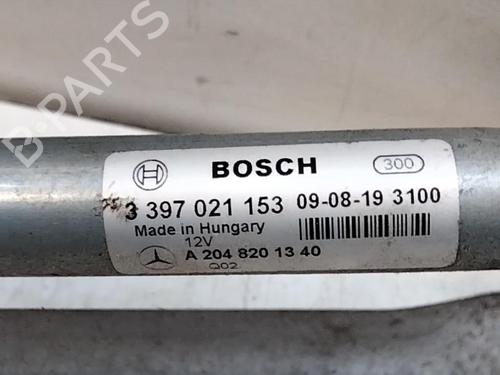 B-PARTS
BOSCH
300
3 397 021 153 09-08-19 3100
Made in Hungary
12V
A 204 820 13 40
Q02